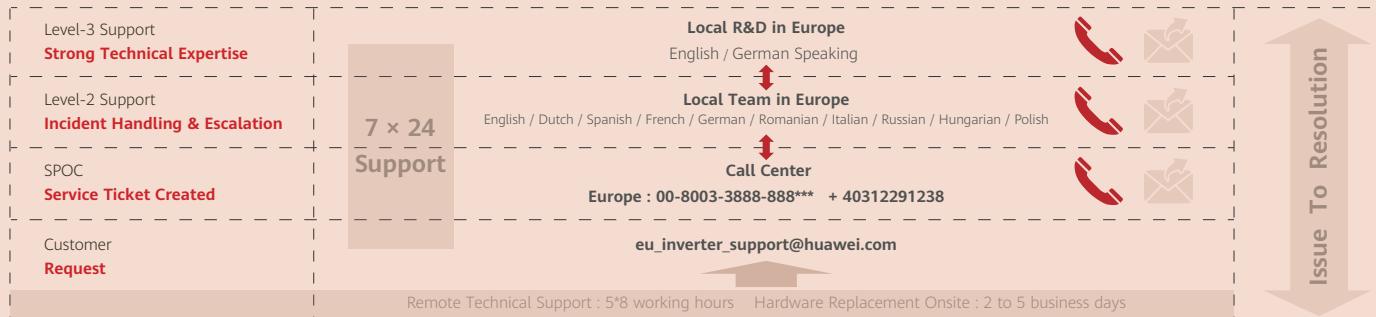 Level-3 Support
Strong Technical Expertise
Local R&D in Europe
English / German Speaking
Level-2 Support
Incident Handling & Escalation
Local Team in Europe
English / Dutch / Spanish / French / German / Romanian / Italian / Russian / Hungarian / Polish
7 × 24
Support
SPOC
Service Ticket Created
Call Center
Europe : 00-8003-3888-888*** + 40312291238
Customer
Request
eu_inverter_support@huawei.com
Remote Technical Support : 5*8 working hours Hardware Replacement Onsite : 2 to 5 business days
Issue To Resolution